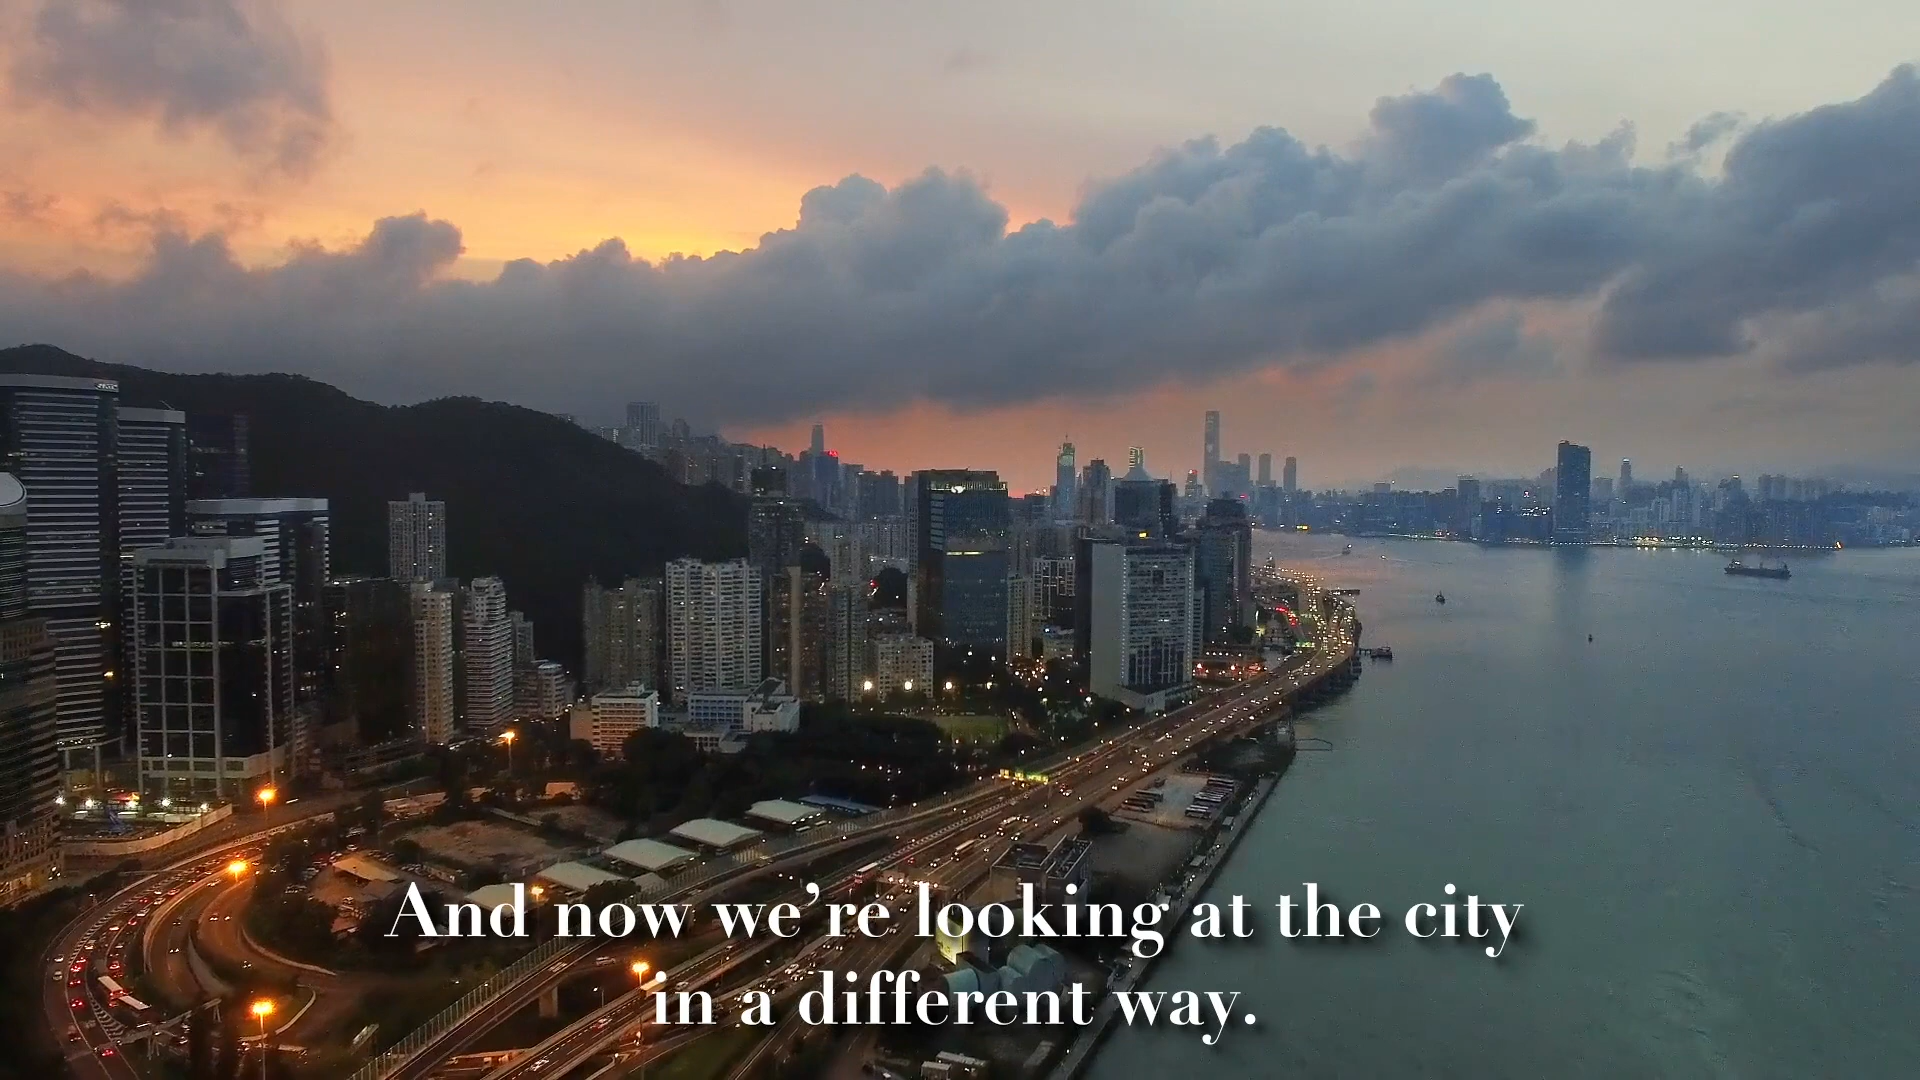 And now we’re looking at the city
in a different way.